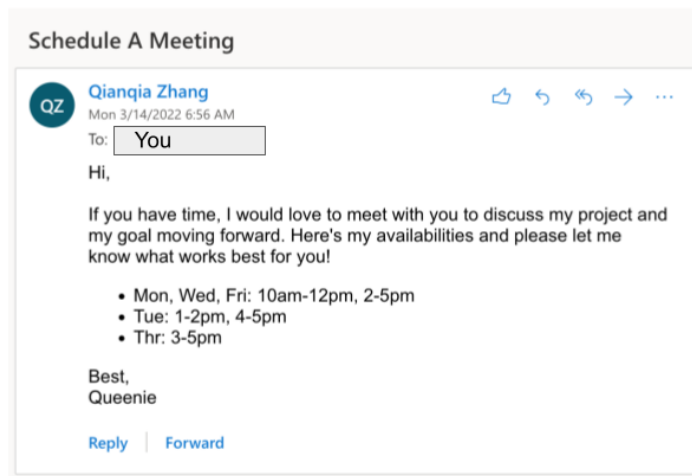 Schedule A Meeting
QZ
Qianqia Zhang
Mon 3/14/2022 6:56 AM
To: You
Hi,
If you have time, I would love to meet with you to discuss my project and
my goal moving forward. Here's my availabilities and please let me
know what works best for you!
• Mon, Wed, Fri: 10am-12pm, 2-5pm
• Tue: 1-2pm, 4-5pm
• Thr: 3-5pm
Best,
Queenie
Reply Forward